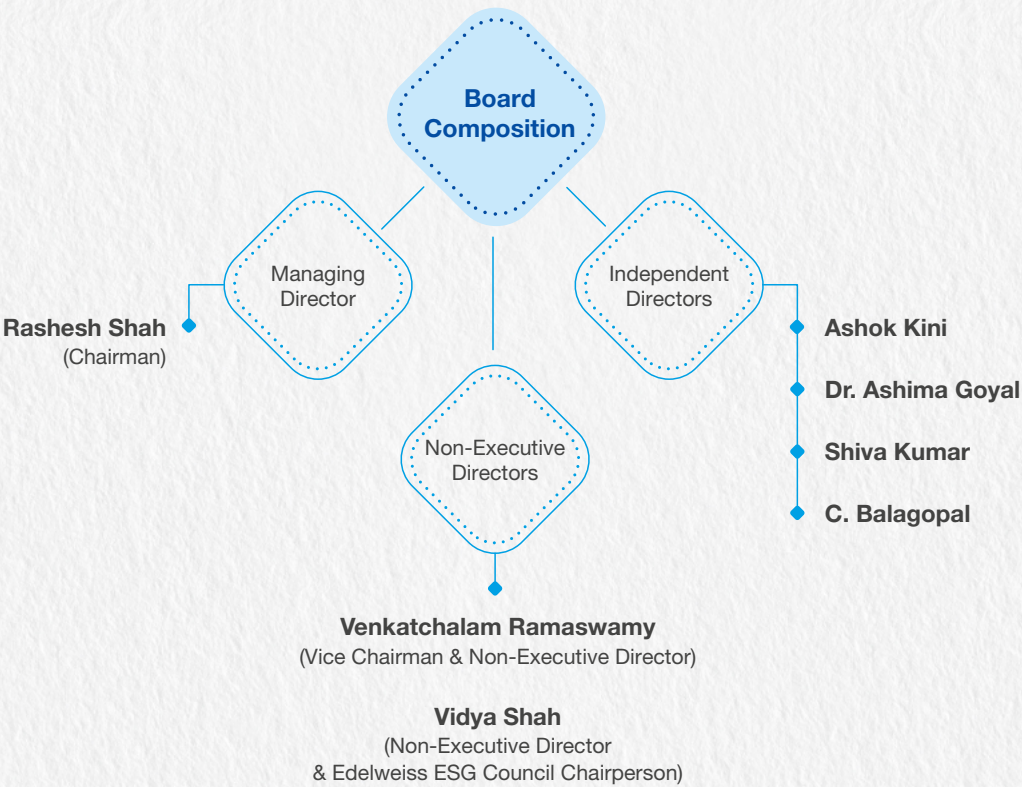 Board
Composition
Managing
Director
Rashesh Shah
(Chairman)
Independent
Directors
Ashok Kini
Dr. Ashima Goyal
Shiva Kumar
C. Balagopal
Non-Executive
Directors
Venkatchalam Ramaswamy
(Vice Chairman & Non-Executive Director)
Vidya Shah
(Non-Executive Director
& Edelweiss ESG Council Chairperson)